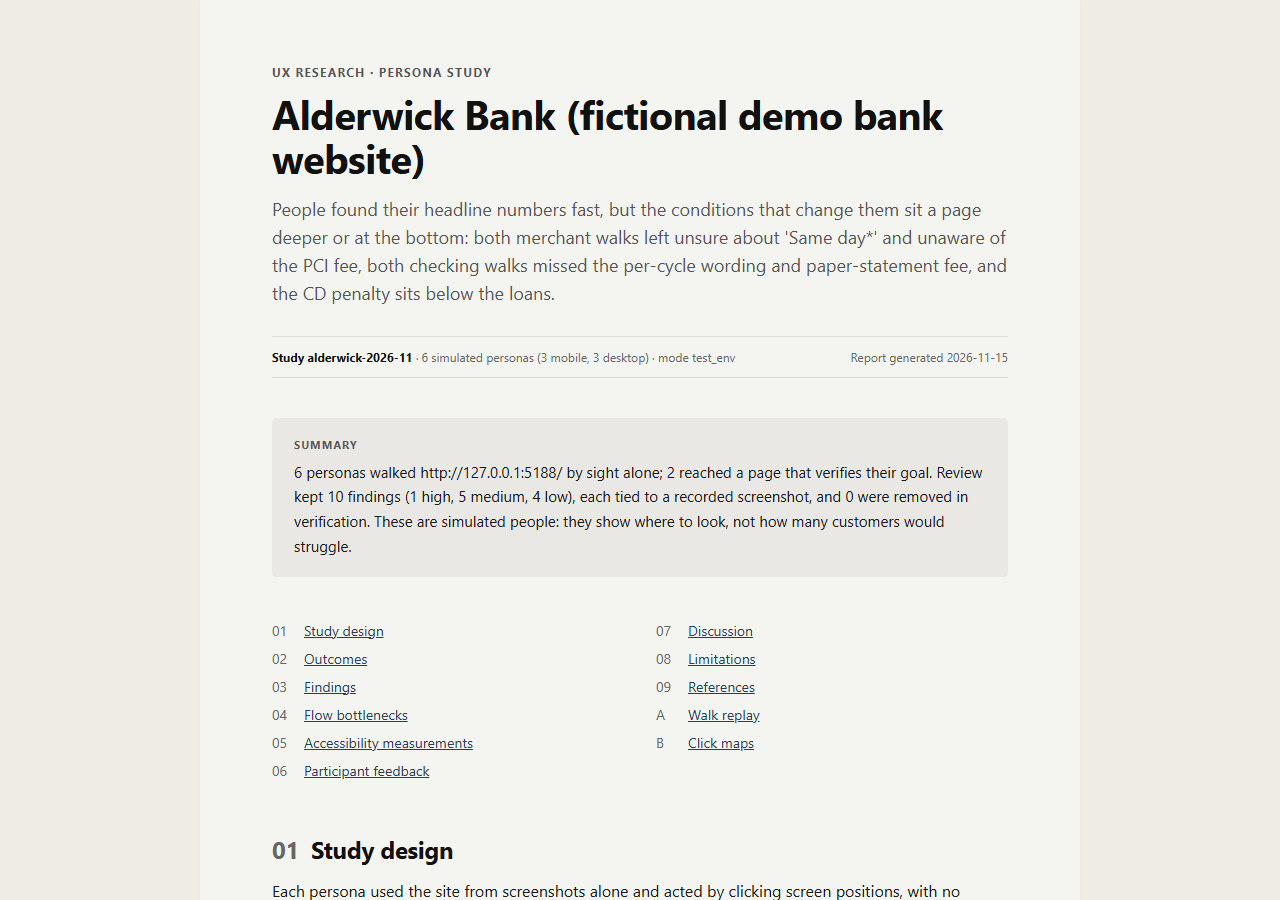 UX RESEARCH · PERSONA STUDY
Alderwick Bank (fictional demo bank
website)
People found their headline numbers fast, but the conditions that change them sit a page
deeper or at the bottom: both merchant walks left unsure about 'Same day*' and unaware of
the PCI fee, both checking walks missed the per-cycle wording and paper-statement fee, and
the CD penalty sits below the loans.
Study alderwick-2026-11 · 6 simulated personas (3 mobile, 3 desktop) · mode test_env
Report generated 2026-11-15
SUMMARY
6 personas walked http://127.0.0.1:5188/ by sight alone; 2 reached a page that verifies their goal. Review
kept 10 findings (1 high, 5 medium, 4 low), each tied to a recorded screenshot, and 0 were removed in
verification. These are simulated people: they show where to look, not how many customers would
struggle.
01 Study design
02 Outcomes
03 Findings
04 Flow bottlenecks
05 Accessibility measurements
06 Participant feedback
07 Discussion
08 Limitations
09 References
A Walk replay
B Click maps
01 Study design
Each persona used the site from screenshots alone and acted by clicking screen positions, with no